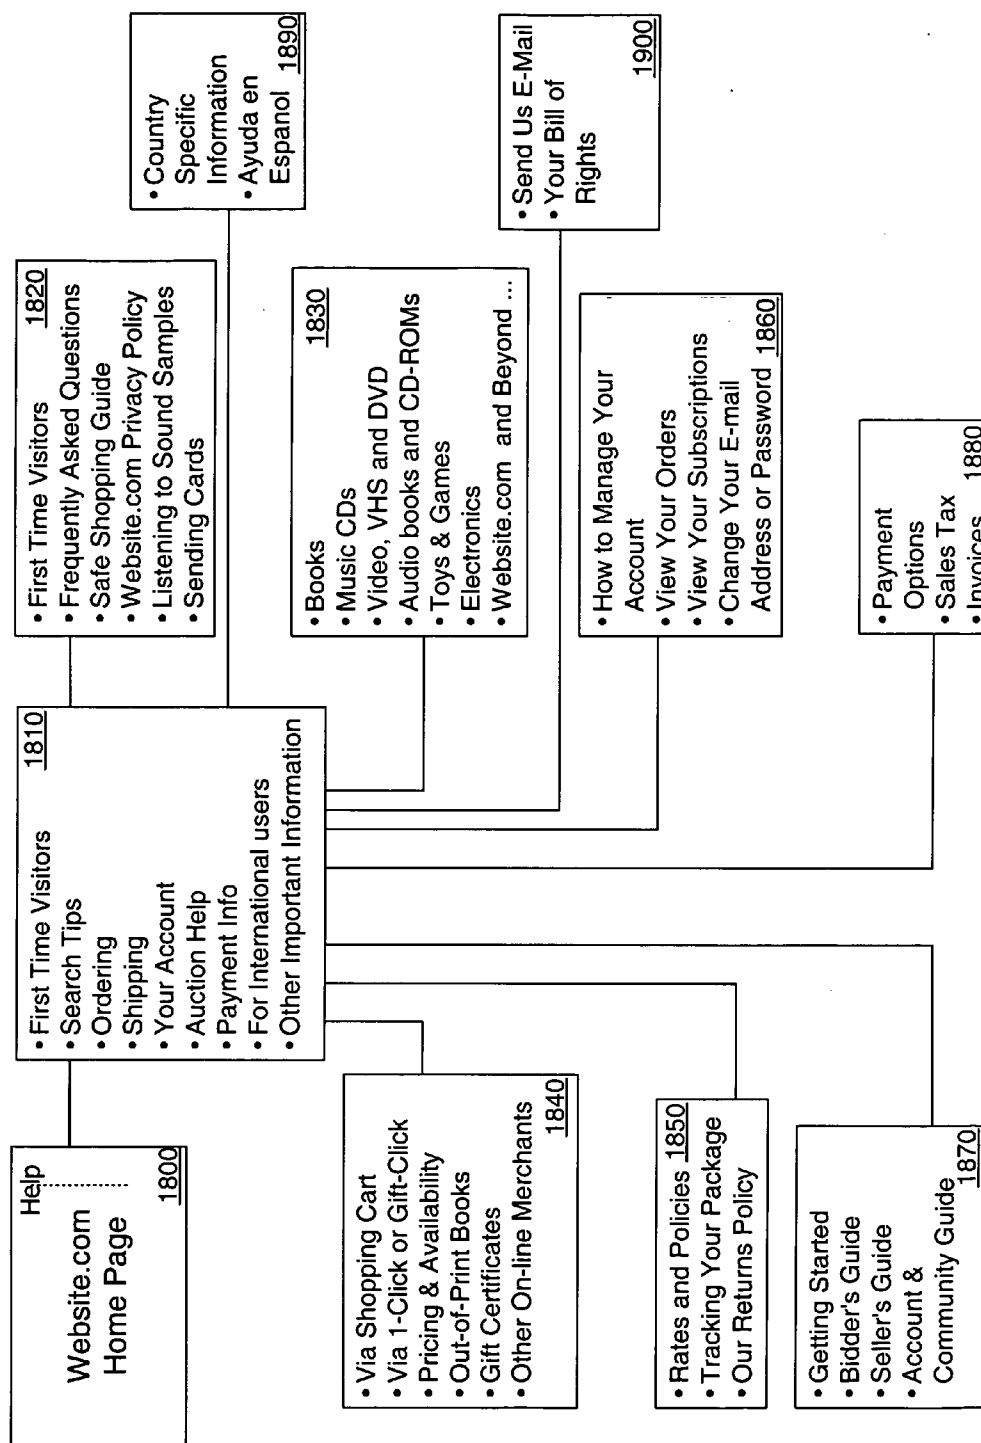 Help
Website.com
Home Page
1800
• First Time Visitors 1810
• Search Tips
• Ordering
• Shipping
• Your Account
• Auction Help
• Payment Info
• For International users
• Other Important Information
• First Time Visitors 1820
• Frequently Asked Questions
• Safe Shopping Guide
• Website.com Privacy Policy
• Listening to Sound Samples
• Sending Cards
• Country
Specific
Information
• Ayuda en
Espanol 1890
• Books 1830
• Music CDs
• Video, VHS and DVD
• Audio books and CD-ROMs
• Toys & Games
• Electronics
• Website.com and Beyond ...
• Send Us E-Mail
• Your Bill of
Rights
1900
• Via Shopping Cart
• Via 1-Click or Gift-Click
• Pricing & Availability
• Out-of-Print Books
• Gift Certificates
• Other On-line Merchants
1840
• How to Manage Your
Account
• View Your Orders
• View Your Subscriptions
• Change Your E-mail
Address or Password 1860
• Rates and Policies 1850
• Tracking Your Package
• Our Returns Policy
• Getting Started
• Bidder's Guide
• Seller's Guide
• Account &
Community Guide
1870
• Payment
Options
• Sales Tax
• Invoices 1880